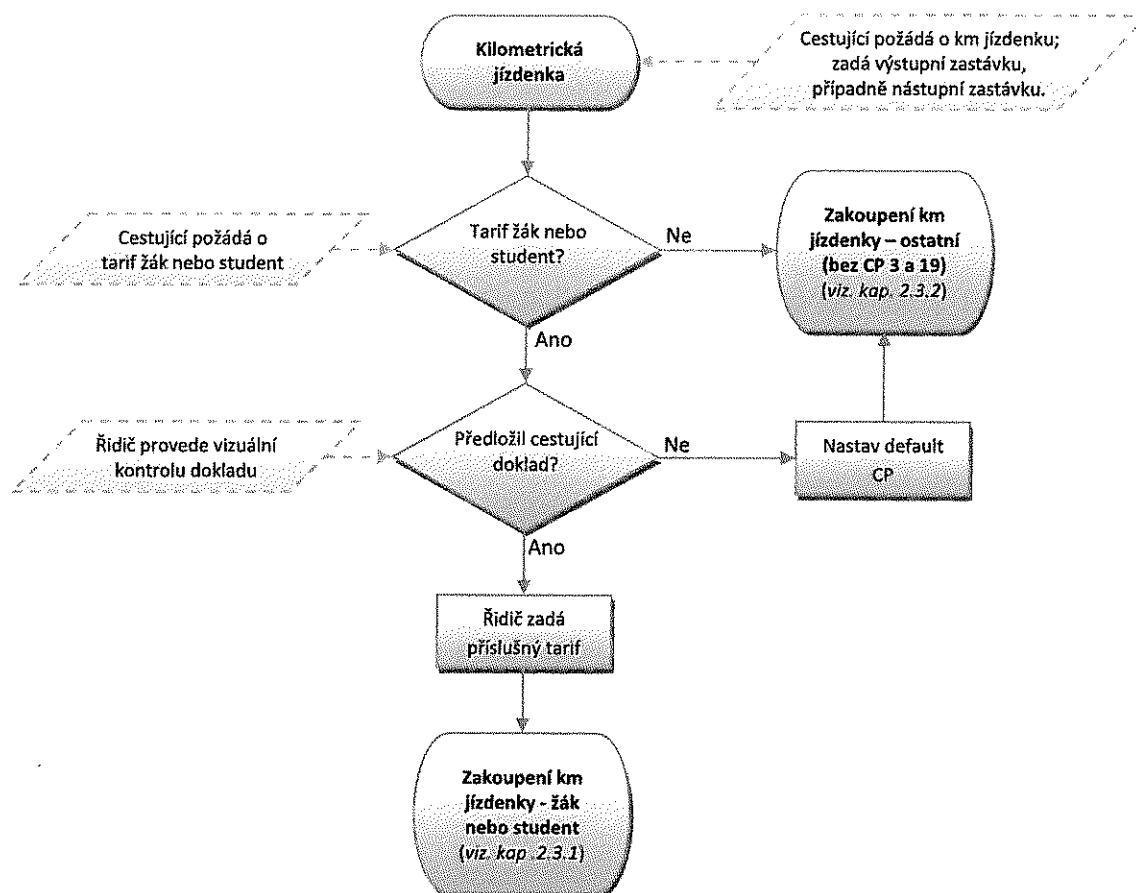 Kilometrická
jízdenka
Cestující požádá o km jízdenku;
zadá výstupní zastávku,
případně nástupní zastávku.
Cestující požádá o
tarif žák nebo student
Tarif žák nebo
student?
Ne
Zakoupení km
jízdenky – ostatní
(bez CP 3 a 19)
(viz. kap. 2.3.2)
Ano
Řidič provede vizuální
kontrolu dokladu
Předložil cestující
doklad?
Ne
Nastav default
CP
Ano
Řidič zadá
příslušný tarif
Zakoupení km
jízdenky - žák
nebo student
(viz. kap .2.3.1)